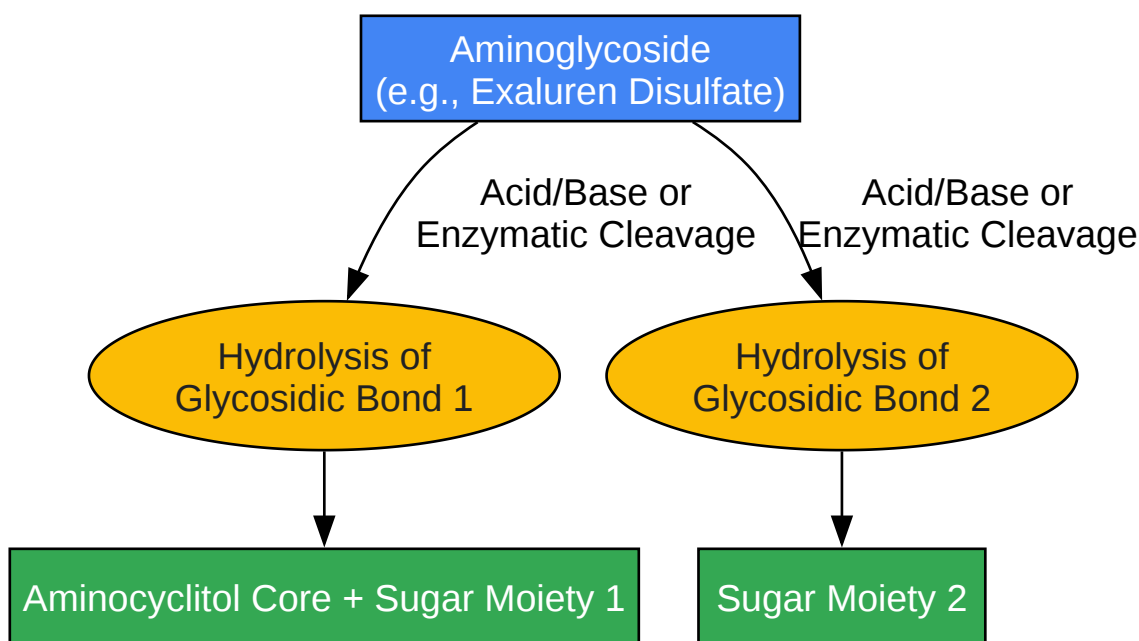 Aminoglycoside
(e.g., Exaluren Disulfate)
Acid/Base or
Enzymatic Cleavage
Acid/Base or
Enzymatic Cleavage
Hydrolysis of
Glycosidic Bond 1
Hydrolysis of
Glycosidic Bond 2
Aminocyclitol Core + Sugar Moiety 1
Sugar Moiety 2